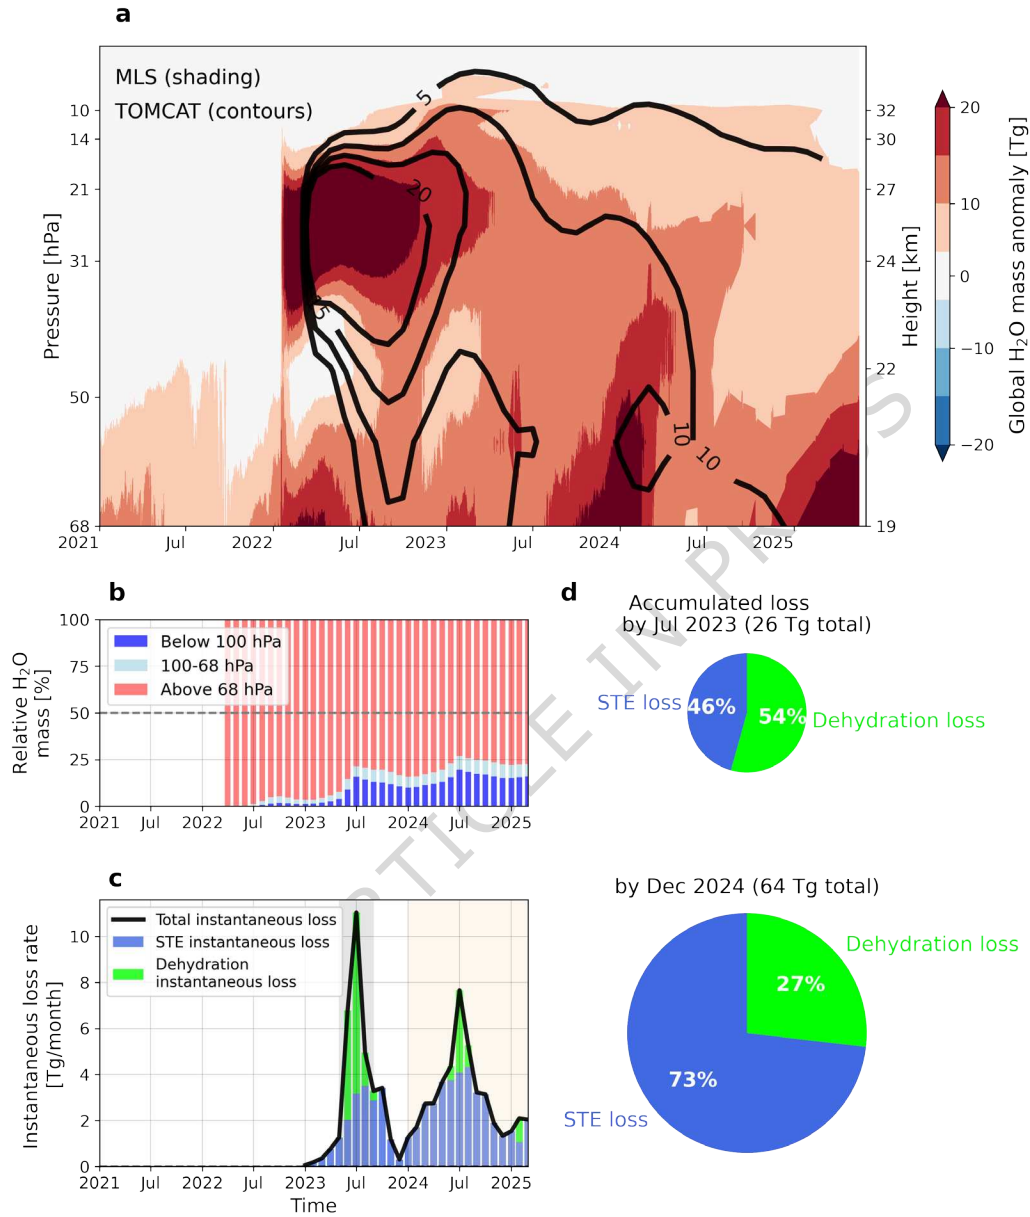 a
MLS (shading)
TOMCAT (contours)
5
20
15
10
10
Pressure [hPa]
10
14
21
31
50
68
32
30
27
24
22
19
Height [km]
2021 Jul 2022 Jul 2023 Jul 2024 Jul 2025
20
10
0
−10
−20
Global H₂O mass anomaly [Tg]
b
Relative H₂O
mass [%]
100
75
50
25
0
Below 100 hPa
100-68 hPa
Above 68 hPa
2021 Jul 2022 Jul 2023 Jul 2024 Jul 2025
c
Instantaneous loss rate
[Tg/month]
10
8
6
4
2
0
Total instantaneous loss
STE instantaneous loss
Dehydration
instantaneous loss
2021 Jul 2022 Jul 2023 Jul 2024 Jul 2025
Time
d
Accumulated loss
by Jul 2023 (26 Tg total)
STE loss
46%
54%
Dehydration loss
by Dec 2024 (64 Tg total)
Dehydration loss
27%
73%
STE loss